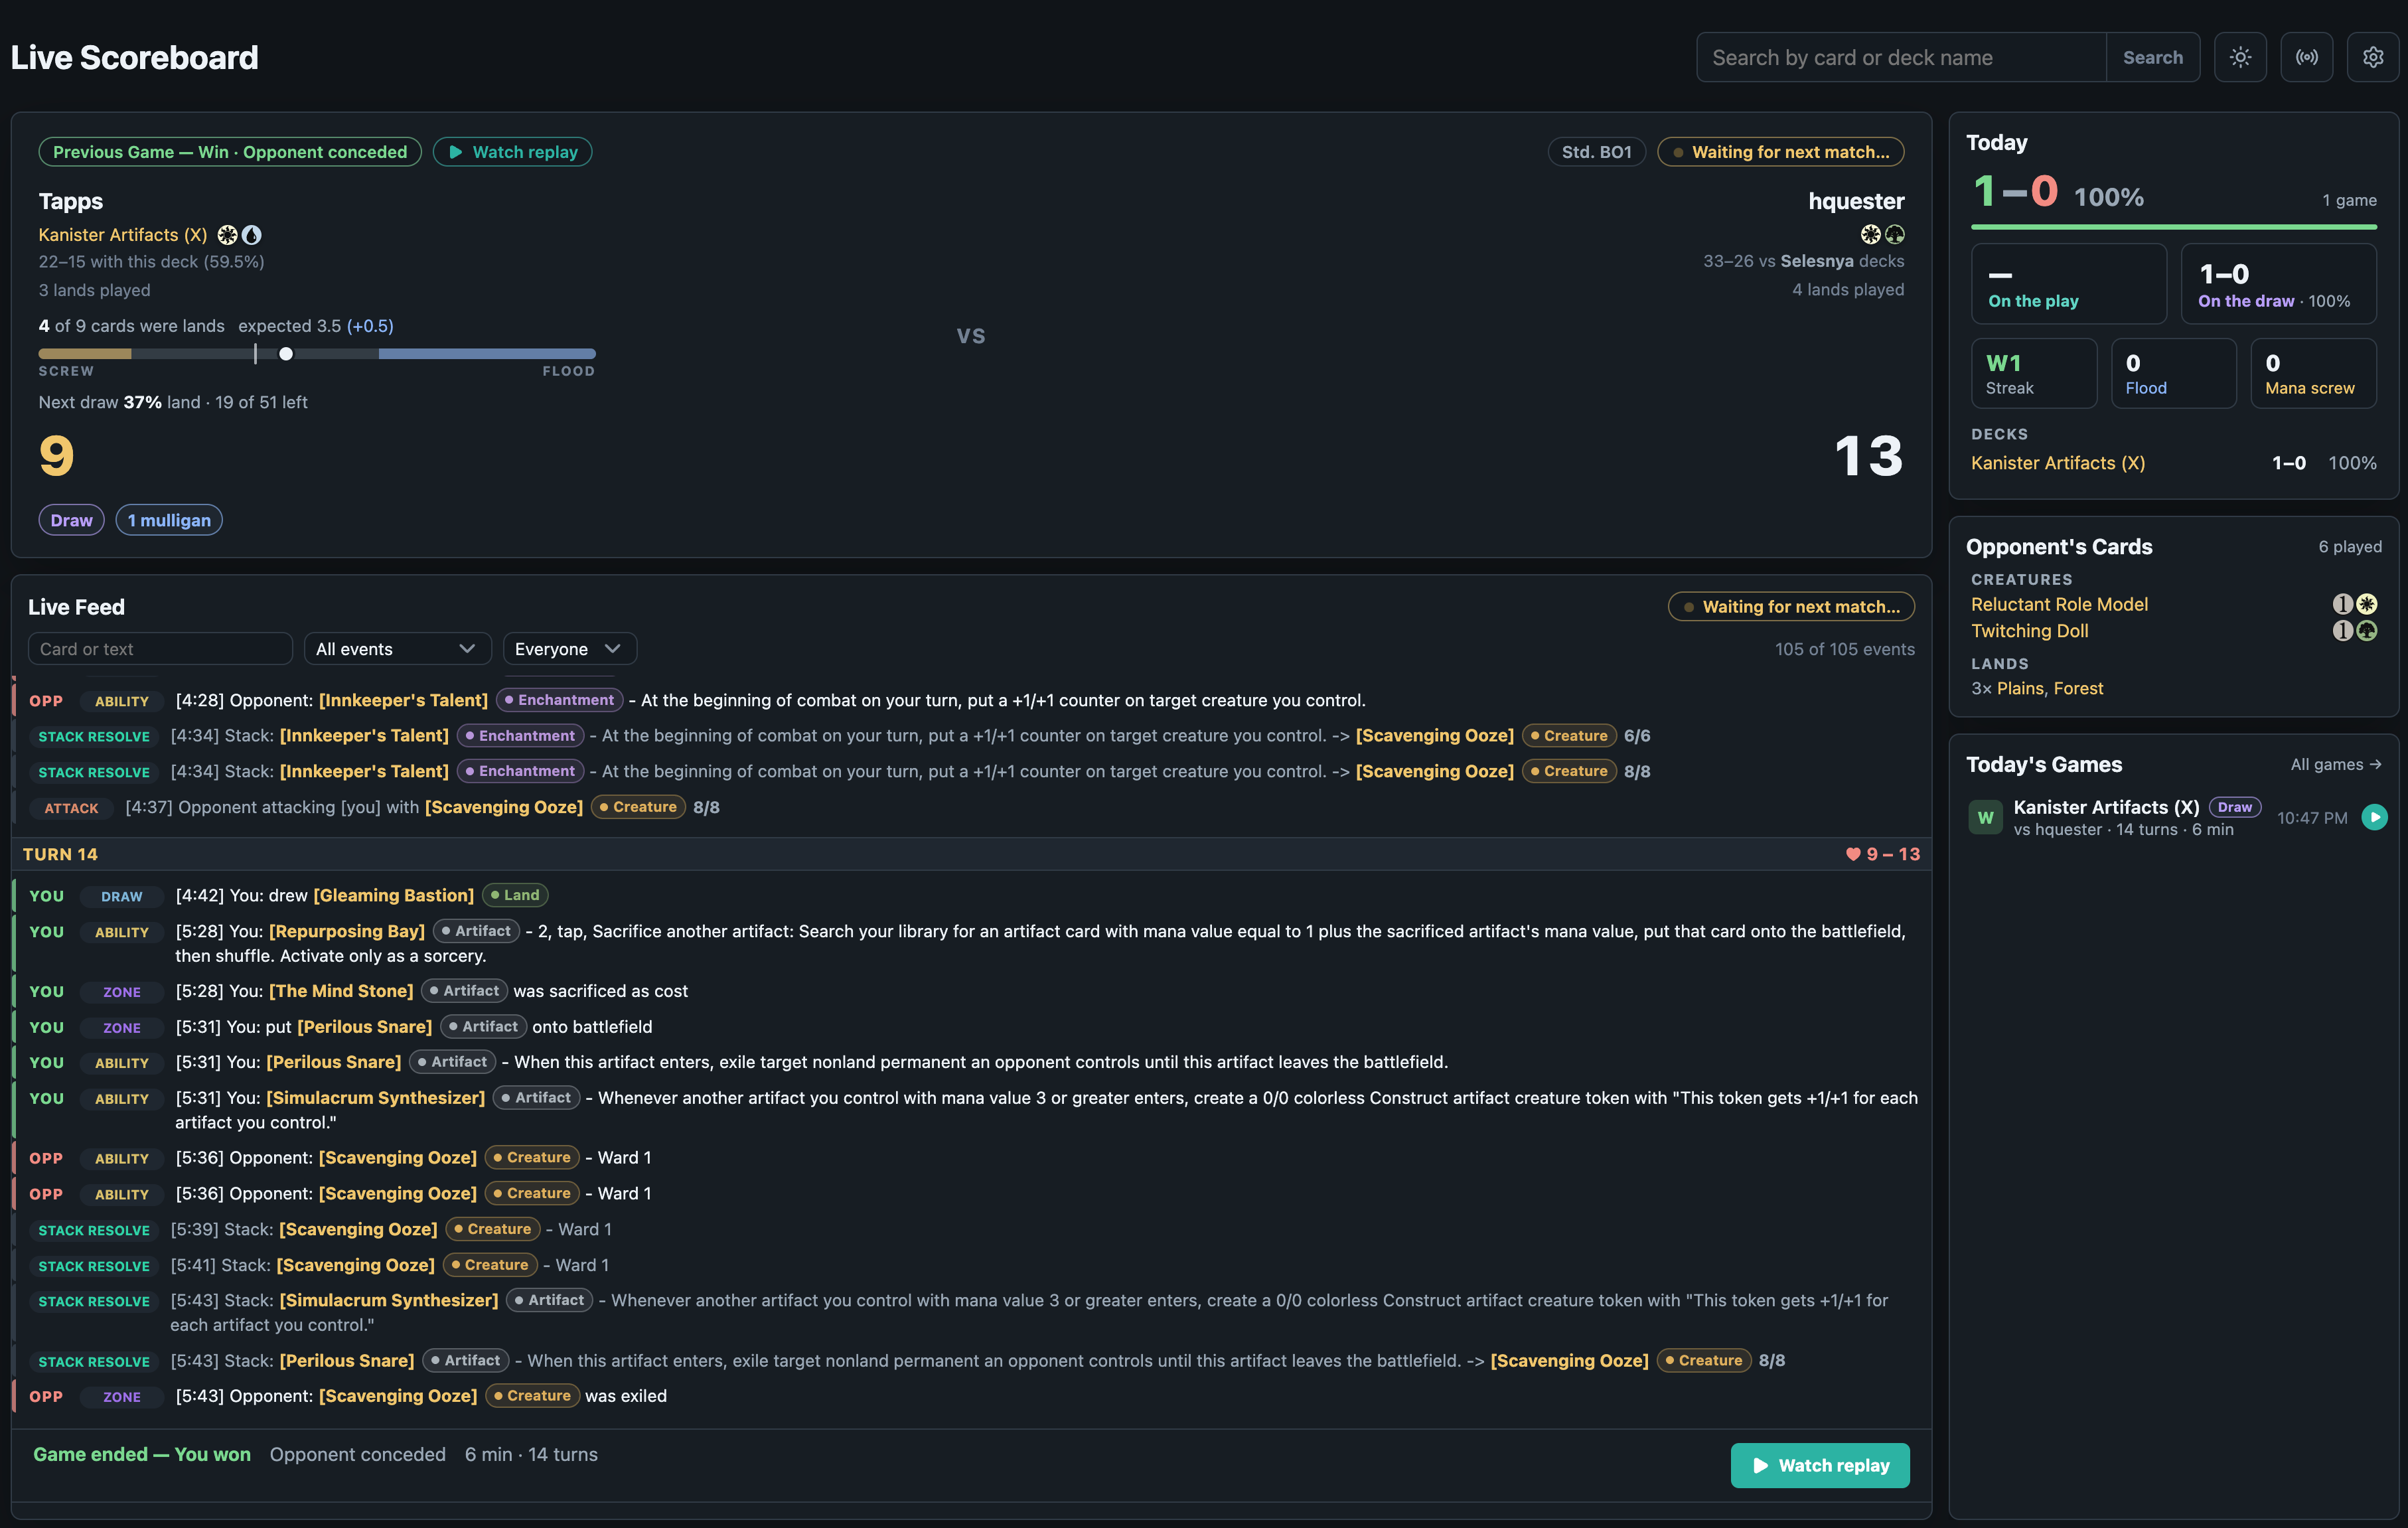 Live Scoreboard
Search by card or deck name
Search
Previous Game — Win · Opponent conceded
Watch replay
Std. BO1
Waiting for next match...
Tapps
Kanister Artifacts (X)
22–15 with this deck (59.5%)
3 lands played
4 of 9 cards were lands expected 3.5 (+0.5)
SCREW
FLOOD
Next draw 37% land · 19 of 51 left
9
Draw
1 mulligan
VS
hquester
33–26 vs Selesnya decks
4 lands played
13
Live Feed
Waiting for next match...
Card or text
All events
Everyone
105 of 105 events
OPP ABILITY [4:28] Opponent: [Innkeeper's Talent] Enchantment - At the beginning of combat on your turn, put a +1/+1 counter on target creature you control.
STACK RESOLVE [4:34] Stack: [Innkeeper's Talent] Enchantment - At the beginning of combat on your turn, put a +1/+1 counter on target creature you control. -> [Scavenging Ooze] Creature 6/6
STACK RESOLVE [4:34] Stack: [Innkeeper's Talent] Enchantment - At the beginning of combat on your turn, put a +1/+1 counter on target creature you control. -> [Scavenging Ooze] Creature 8/8
ATTACK [4:37] Opponent attacking [you] with [Scavenging Ooze] Creature 8/8
TURN 14
9 – 13
YOU DRAW [4:42] You: drew [Gleaming Bastion] Land
YOU ABILITY [5:28] You: [Repurposing Bay] Artifact - 2, tap, Sacrifice another artifact: Search your library for an artifact card with mana value equal to 1 plus the sacrificed artifact's mana value, put that card onto the battlefield,
then shuffle. Activate only as a sorcery.
YOU ZONE [5:28] You: [The Mind Stone] Artifact was sacrificed as cost
YOU ZONE [5:31] You: put [Perilous Snare] Artifact onto battlefield
YOU ABILITY [5:31] You: [Perilous Snare] Artifact - When this artifact enters, exile target nonland permanent an opponent controls until this artifact leaves the battlefield.
YOU ABILITY [5:31] You: [Simulacrum Synthesizer] Artifact - Whenever another artifact you control with mana value 3 or greater enters, create a 0/0 colorless Construct artifact creature token with "This token gets +1/+1 for each
artifact you control."
OPP ABILITY [5:36] Opponent: [Scavenging Ooze] Creature - Ward 1
OPP ABILITY [5:36] Opponent: [Scavenging Ooze] Creature - Ward 1
STACK RESOLVE [5:39] Stack: [Scavenging Ooze] Creature - Ward 1
STACK RESOLVE [5:41] Stack: [Scavenging Ooze] Creature - Ward 1
STACK RESOLVE [5:43] Stack: [Simulacrum Synthesizer] Artifact - Whenever another artifact you control with mana value 3 or greater enters, create a 0/0 colorless Construct artifact creature token with "This token gets +1/+1 for
each artifact you control."
STACK RESOLVE [5:43] Stack: [Perilous Snare] Artifact - When this artifact enters, exile target nonland permanent an opponent controls until this artifact leaves the battlefield. -> [Scavenging Ooze] Creature 8/8
OPP ZONE [5:43] Opponent: [Scavenging Ooze] Creature was exiled
Game ended — You won Opponent conceded 6 min · 14 turns
Watch replay
Today
1–0 100%
1 game
—
On the play
1–0
On the draw · 100%
W1
Streak
0
Flood
0
Mana screw
DECKS
Kanister Artifacts (X) 1–0 100%
Opponent's Cards
6 played
CREATURES
Reluctant Role Model 1
Twitching Doll 1
LANDS
3× Plains, Forest
Today's Games
All games →
W
Kanister Artifacts (X) Draw
vs hquester · 14 turns · 6 min
10:47 PM